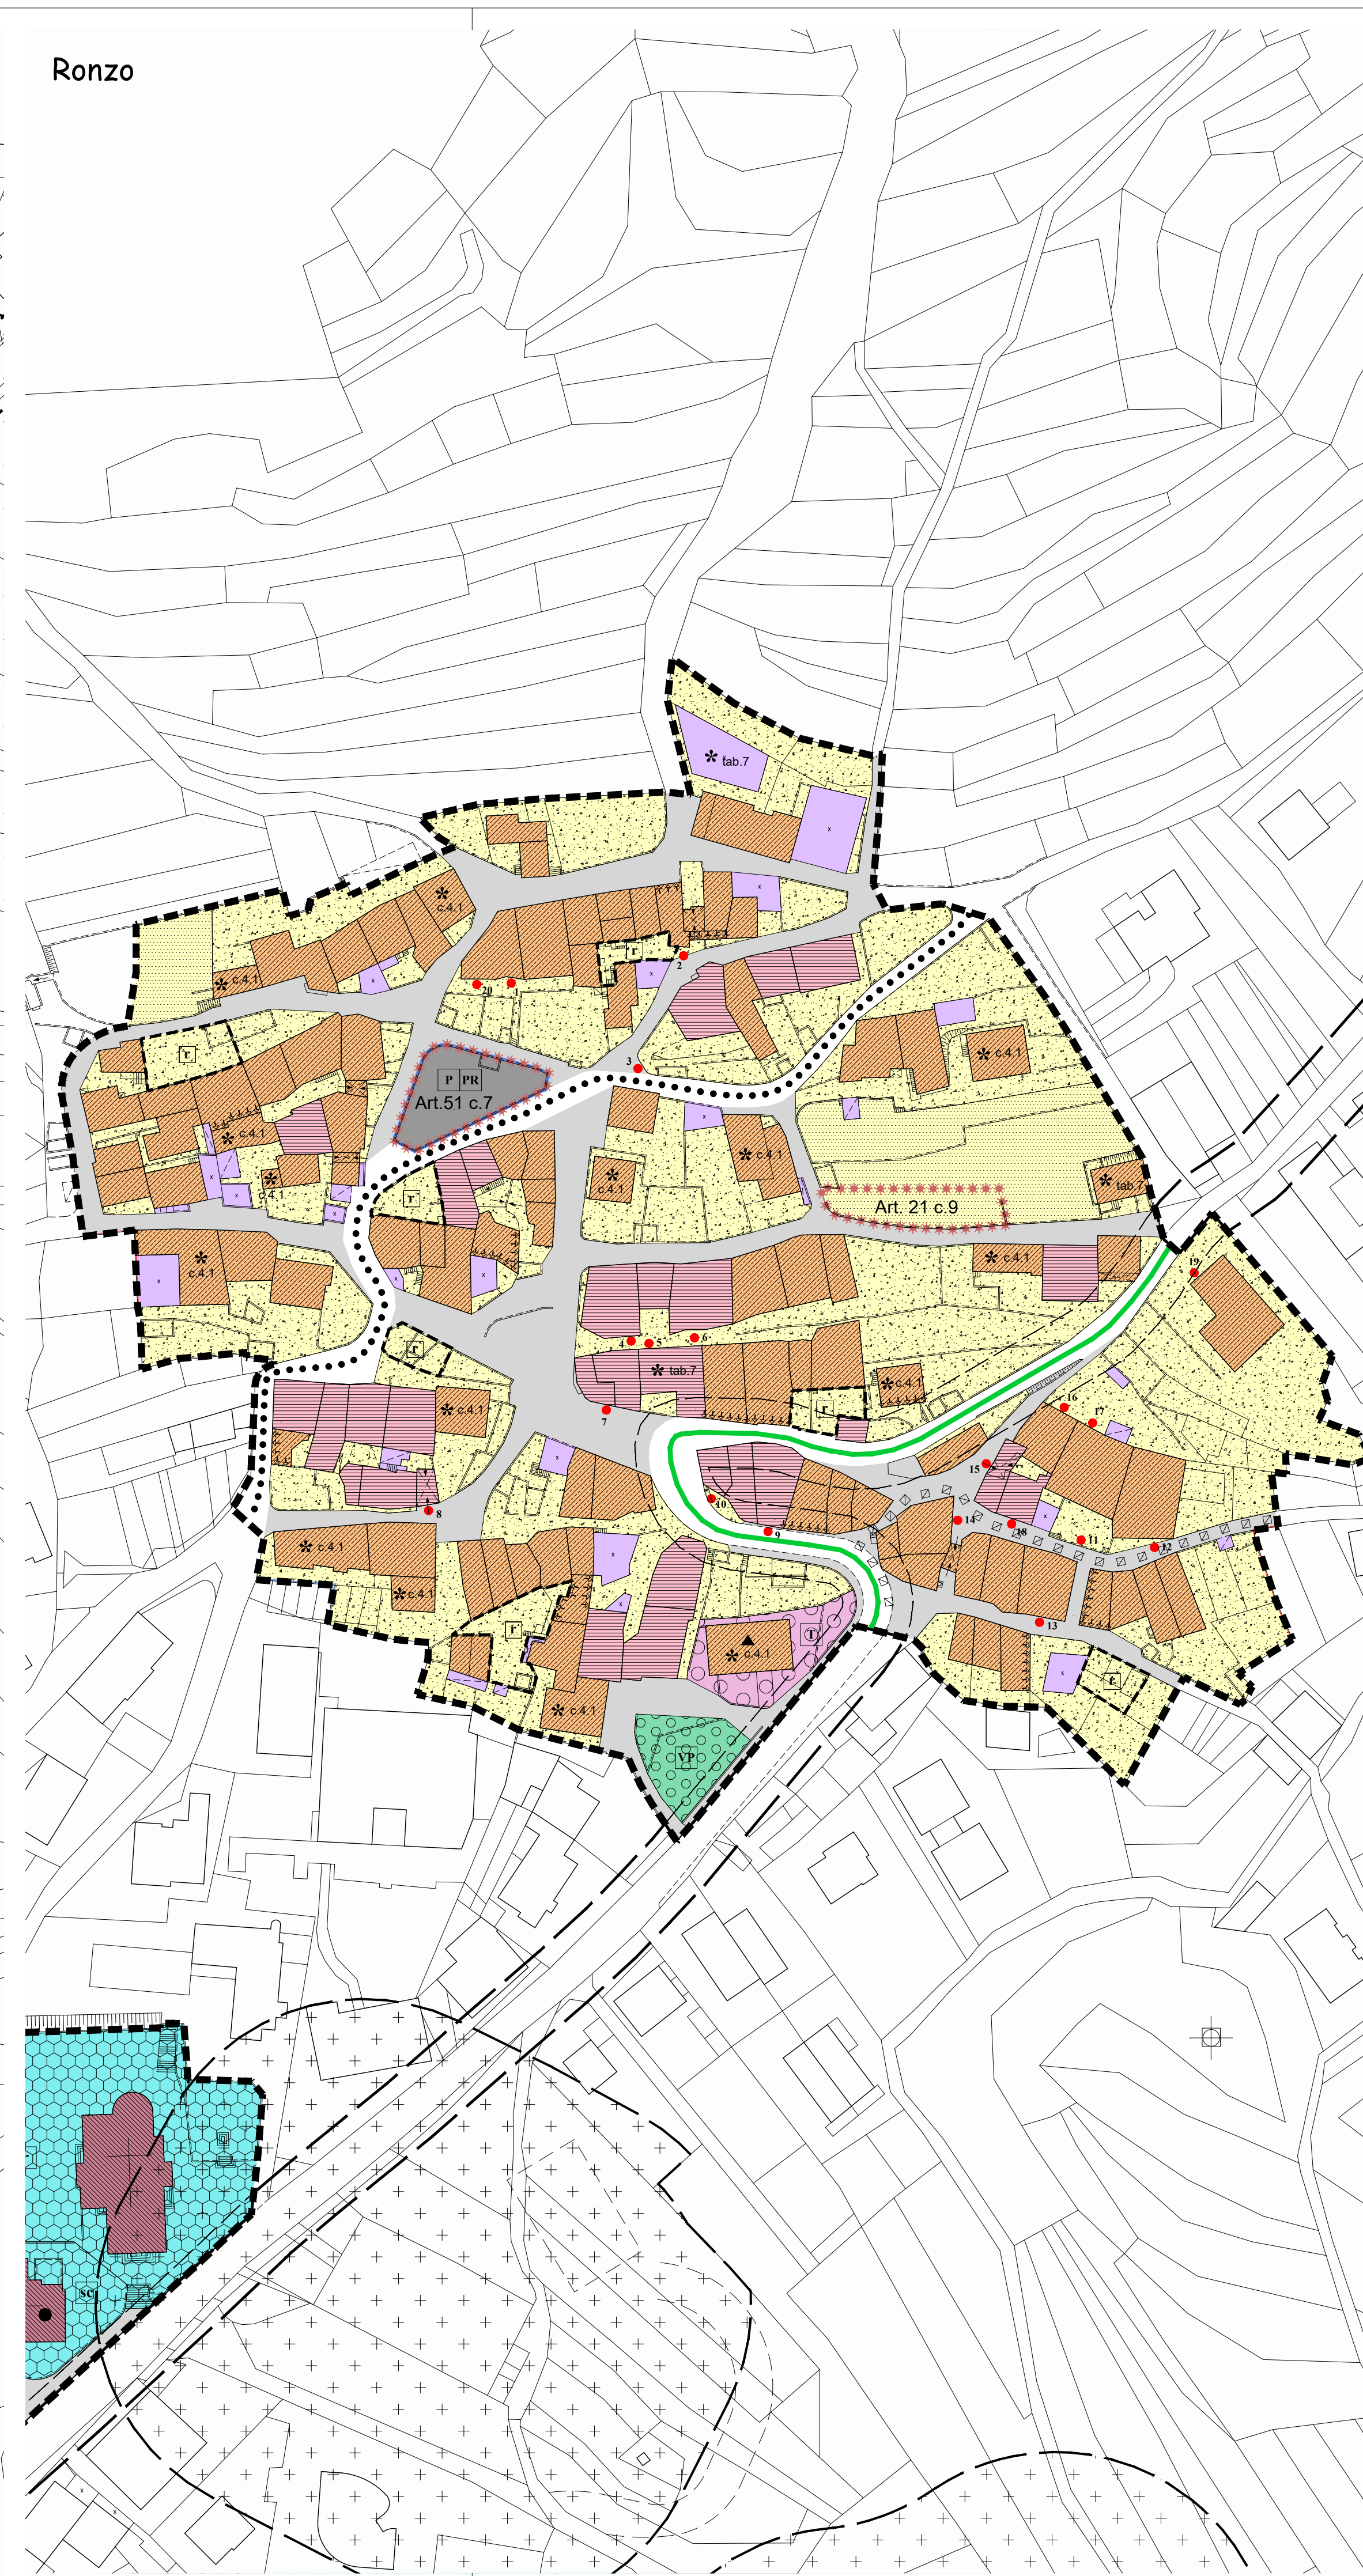 Ronzo
* tab.7
x
x
*
c.4.1
r
2
x
* c.4.1
x
20
1
r
3
* c.4.1
P PR
Art.51 c.7
x
* c.4.1
* c.4.1
*
c.4.1
*
c.4.1
* tab.7
x
x
r
x
Art. 21 c.9
*
c.4.1
x
x
x
* c.4.1
19
4
5
6
r
* tab.7
* c.4.1
* c.4.1
r
16
17
7
x
15
10
8
9
14
18
11
12
x
* c.4.1
x
* c.4.1
x
r
T
* c.4.1
13
x
r
* c.4.1
VP
sc
x
x